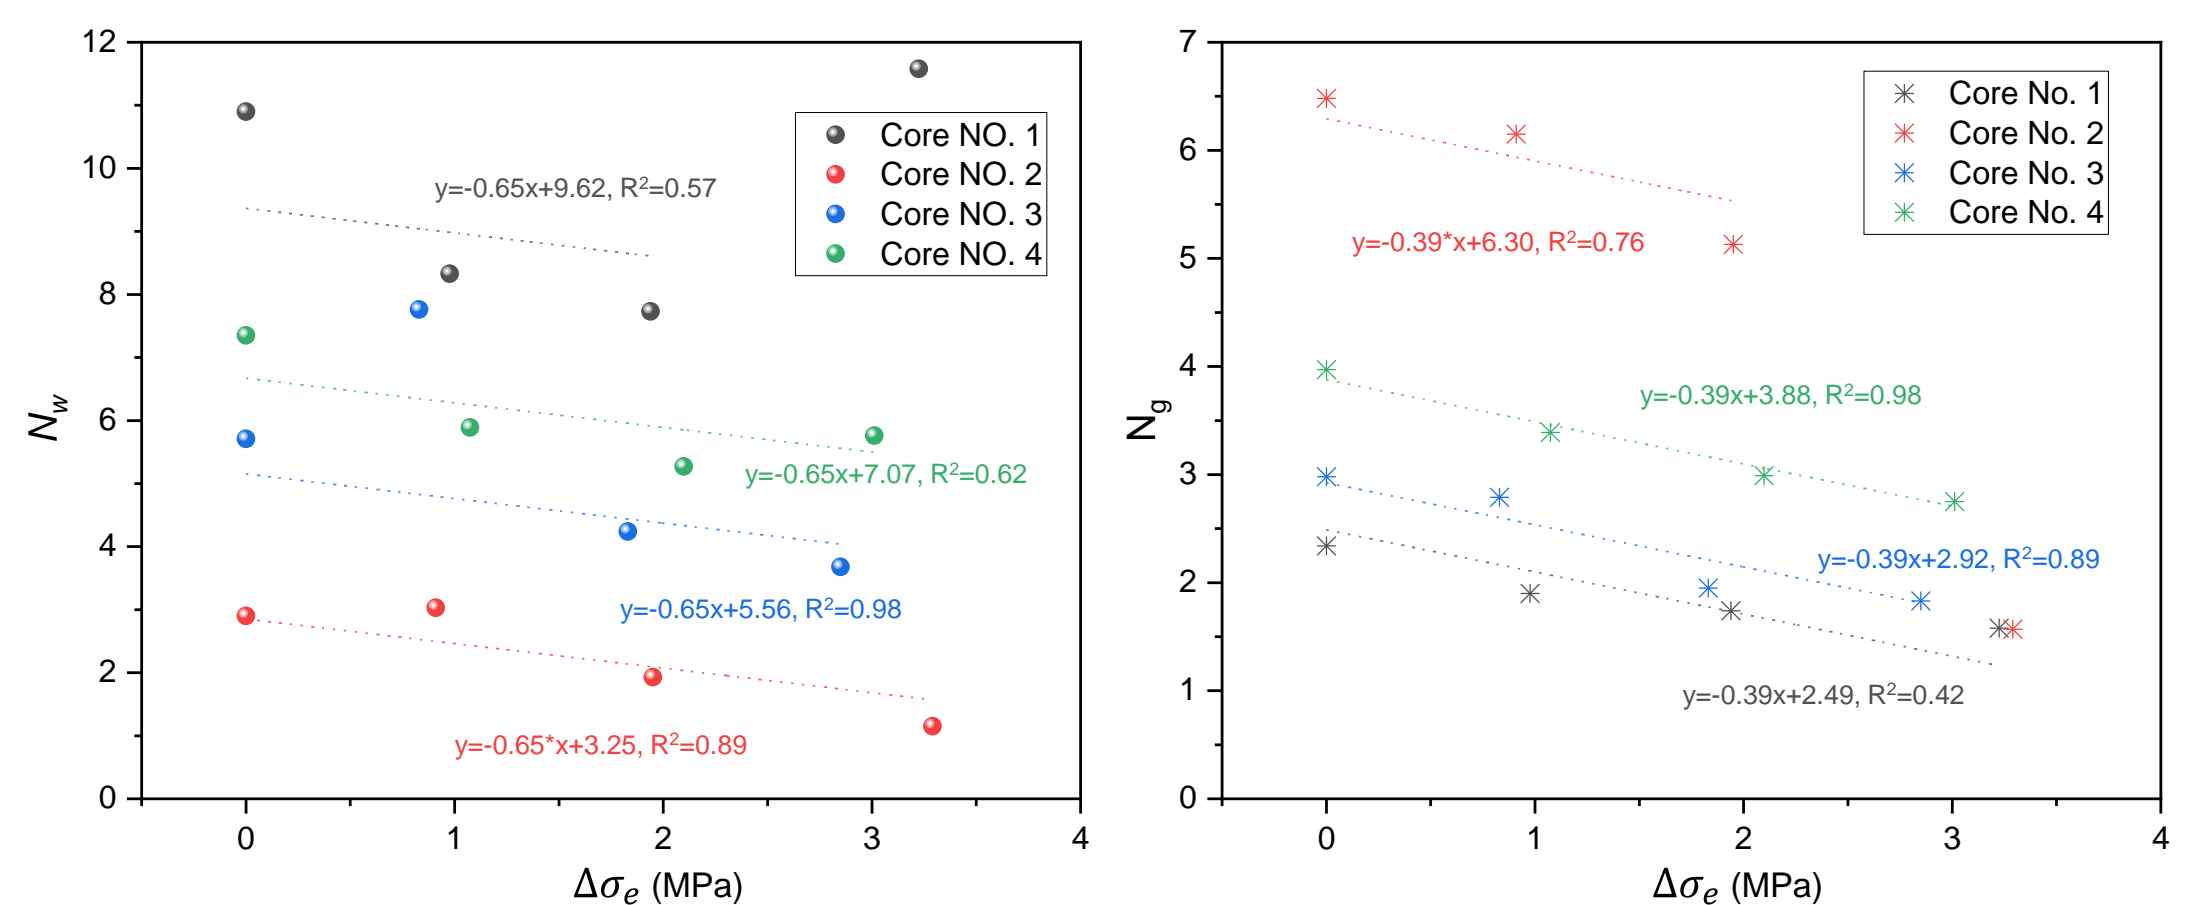 12
10
8
6
4
2
0
N_w
Core NO. 1
Core NO. 2
Core NO. 3
Core NO. 4
y=-0.65x+9.62, R²=0.57
y=-0.65x+7.07, R²=0.62
y=-0.65x+5.56, R²=0.98
y=-0.65*x+3.25, R²=0.89
0 1 2 3 4
Δσ_e (MPa)
7
6
5
4
3
2
1
0
N_g
Core No. 1
Core No. 2
Core No. 3
Core No. 4
y=-0.39*x+6.30, R²=0.76
y=-0.39x+3.88, R²=0.98
y=-0.39x+2.92, R²=0.89
y=-0.39x+2.49, R²=0.42
0 1 2 3 4
Δσ_e (MPa)